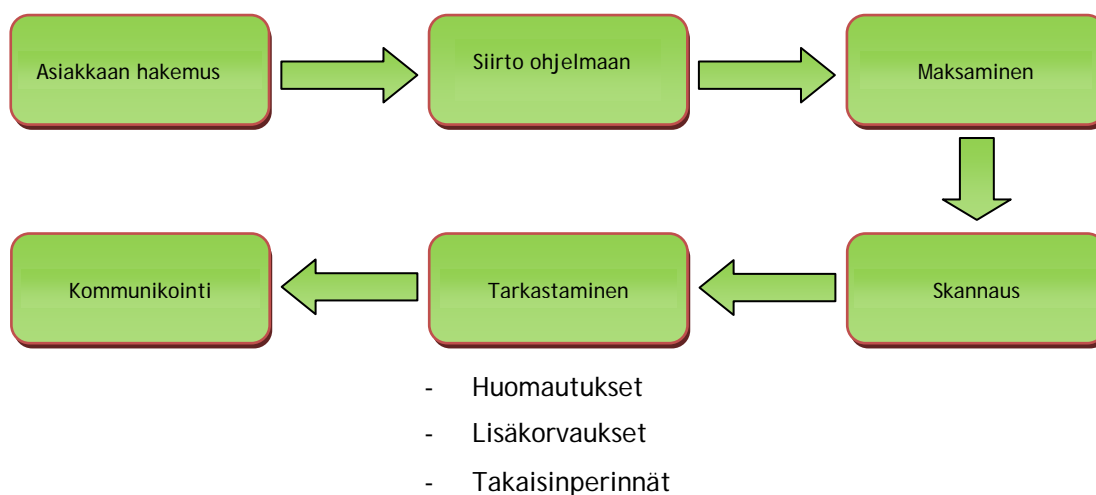 Asiakkaan hakemus
Siirto ohjelmaan
Maksaminen
Skannaus
Tarkastaminen
Kommunikointi
- Huomautukset
- Lisäkorvaukset
- Takaisinperinnät